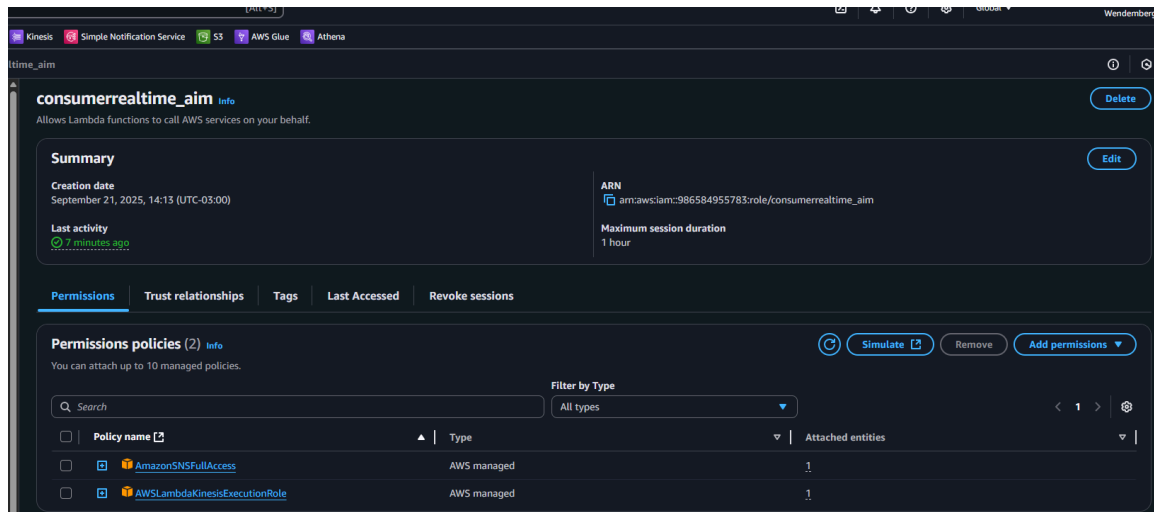 [Alt+S]
Global
Wendemberg
Kinesis Simple Notification Service S3 AWS Glue Athena
ltime_aim
consumerrealtime_aim Info
Delete
Allows Lambda functions to call AWS services on your behalf.
Summary
Edit
Creation date
September 21, 2025, 14:13 (UTC-03:00)
ARN
arn:aws:iam::986584955783:role/consumerrealtime_aim
Last activity
7 minutes ago
Maximum session duration
1 hour
Permissions Trust relationships Tags Last Accessed Revoke sessions
Permissions policies (2) Info
Simulate Remove Add permissions
You can attach up to 10 managed policies.
Filter by Type
Search
All types
1
Policy name Type Attached entities
AmazonSNSFullAccess AWS managed 1
AWSLambdaKinesisExecutionRole AWS managed 1